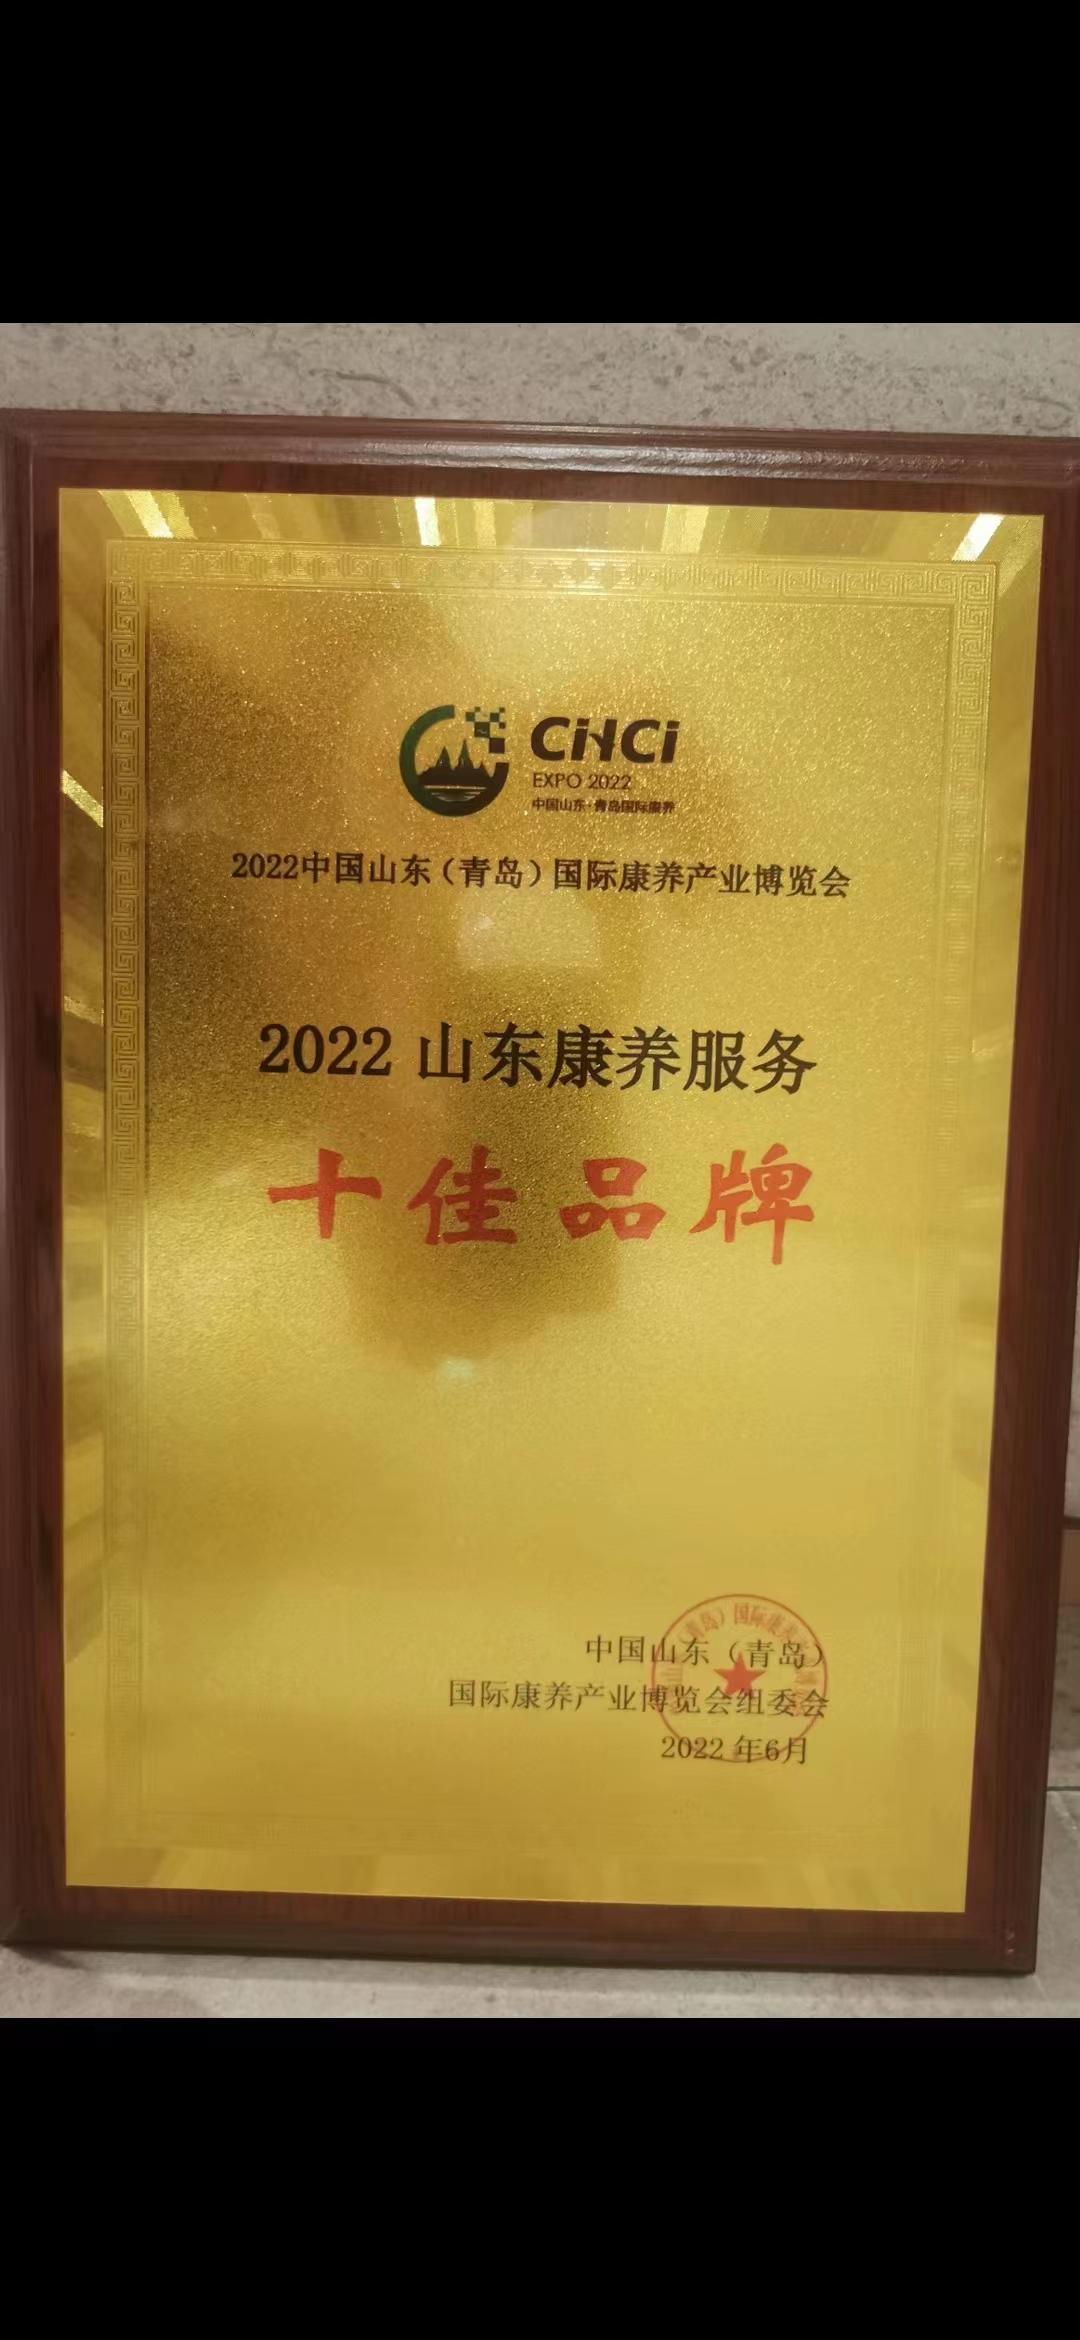 CiHCi
EXPO 2022
中国山东·青岛国际康养
2022中国山东（青岛）国际康养产业博览会
2022 山东康养服务
十佳品牌
中国山东（青岛）
国际康养产业博览会组委会
2022 年6月